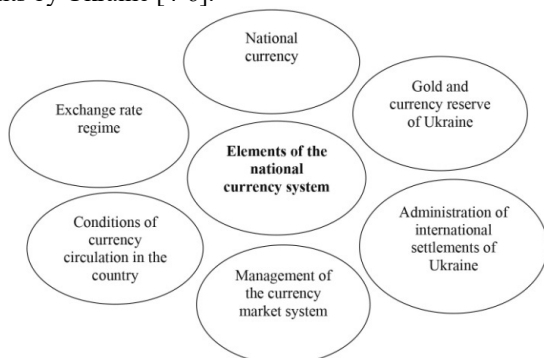 by Ukraine
National
currency
Gold and
currency reserve
of Ukraine
Exchange rate
regime
Elements of the
national
currency system
Administration of
international
settlements of
Ukraine
Conditions of
currency
circulation in the
country
Management of
the currency
market system